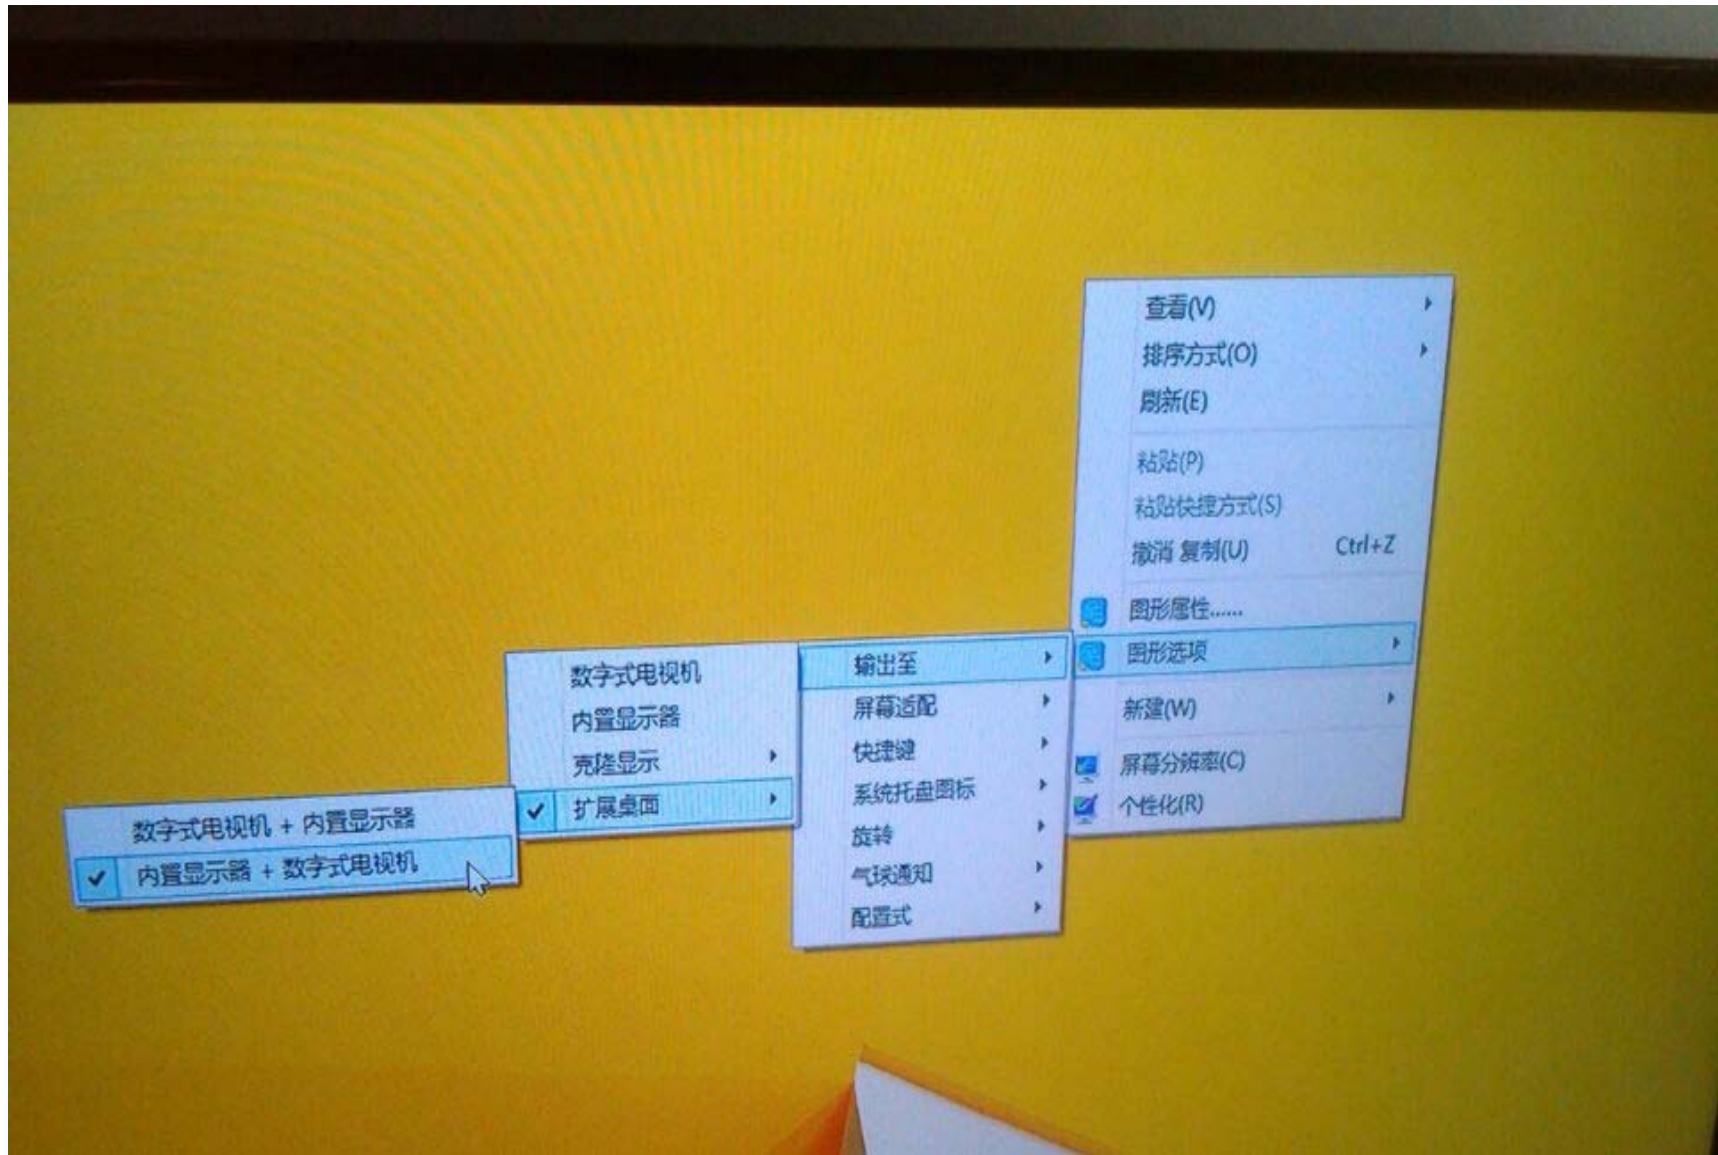 查看(V)
排序方式(O)
刷新(E)
粘贴(P)
粘贴快捷方式(S)
撤消 复制(U) Ctrl+Z
图形属性......
图形选项
新建(W)
屏幕分辨率(C)
个性化(R)
输出至
屏幕适配
快捷键
系统托盘图标
旋转
气球通知
配置式
数字式电视机
内置显示器
克隆显示
扩展桌面
数字式电视机 + 内置显示器
内置显示器 + 数字式电视机